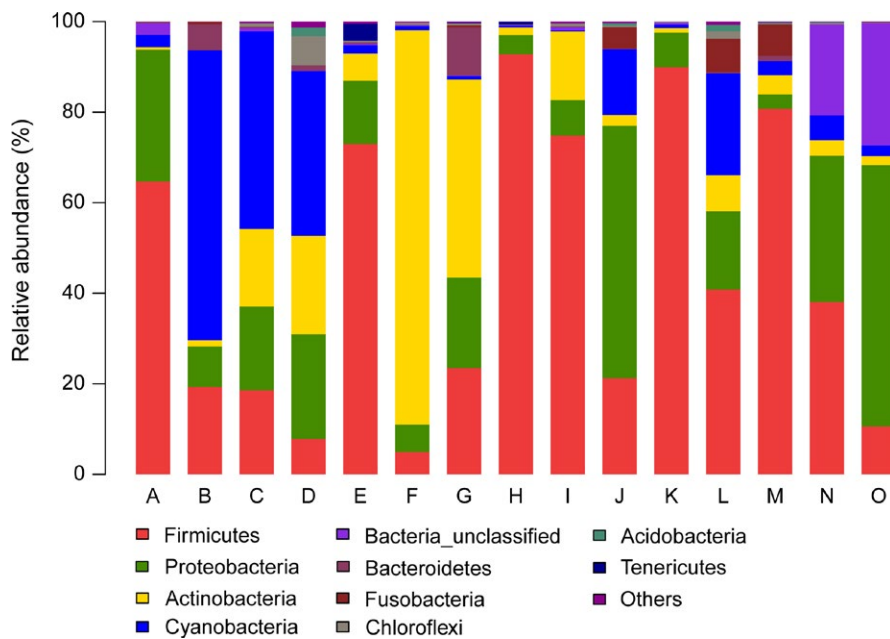 Relative abundance (%)
100
80
60
40
20
0
A B C D E F G H I J K L M N O
Firmicutes Bacteria_unclassified Acidobacteria
Proteobacteria Bacteroidetes Tenericutes
Actinobacteria Fusobacteria Others
Cyanobacteria Chloroflexi